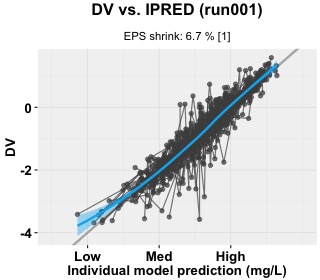 DV vs. IPRED (run001)
EPS shrink: 6.7 % [1]
DV
0
-2
-4
Low Med High
Individual model prediction (mg/L)